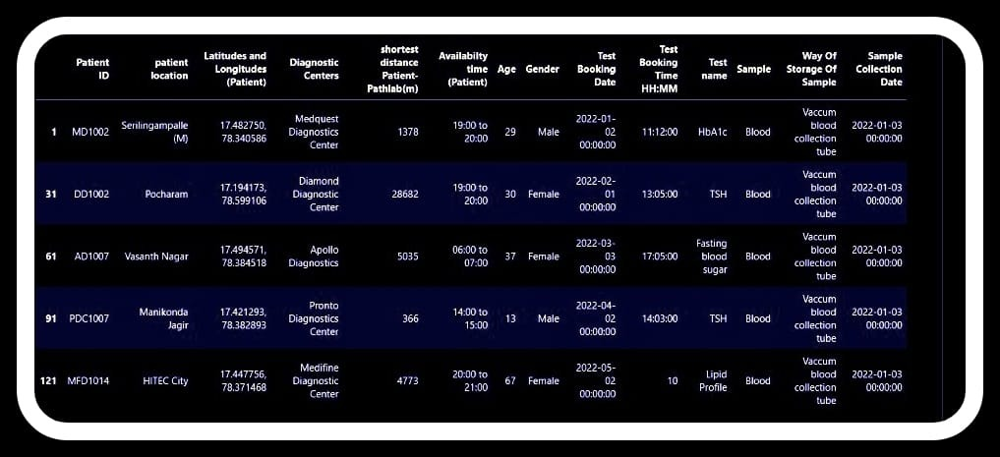 Patient ID patient location Latitudes and Longitudes (Patient) Diagnostic Centers shortest distance Patient-Pathlab(m) Availabilty time (Patient) Age Gender Test Booking Date Test Booking Time HH:MM Test name Sample Way Of Storage Of Sample Sample Collection Date
1 MD1002 Serilingampalle (M) 17.482750, 78.340586 Medquest Diagnostics Center 1378 19:00 to 20:00 29 Male 2022-01-02 00:00:00 11:12:00 HbA1c Blood Vaccum blood collection tube 2022-01-03 00:00:00
31 DD1002 Pocharam 17.194173, 78.599106 Diamond Diagnostic Center 28682 19:00 to 20:00 30 Female 2022-02-01 00:00:00 13:05:00 TSH Blood Vaccum blood collection tube 2022-01-03 00:00:00
61 AD1007 Vasanth Nagar 17.494571, 78.384518 Apollo Diagnostics 5035 06:00 to 07:00 37 Female 2022-03-03 00:00:00 17:05:00 Fasting blood sugar Blood Vaccum blood collection tube 2022-01-03 00:00:00
91 PDC1007 Manikonda Jagir 17.421293, 78.382893 Pronto Diagnostics Center 366 14:00 to 15:00 13 Male 2022-04-02 00:00:00 14:03:00 TSH Blood Vaccum blood collection tube 2022-01-03 00:00:00
121 MFD1014 HITEC City 17.447756, 78.371468 Medifine Diagnostic Center 4773 20:00 to 21:00 67 Female 2022-05-02 00:00:00 10 Lipid Profile Blood Vaccum blood collection tube 2022-01-03 00:00:00